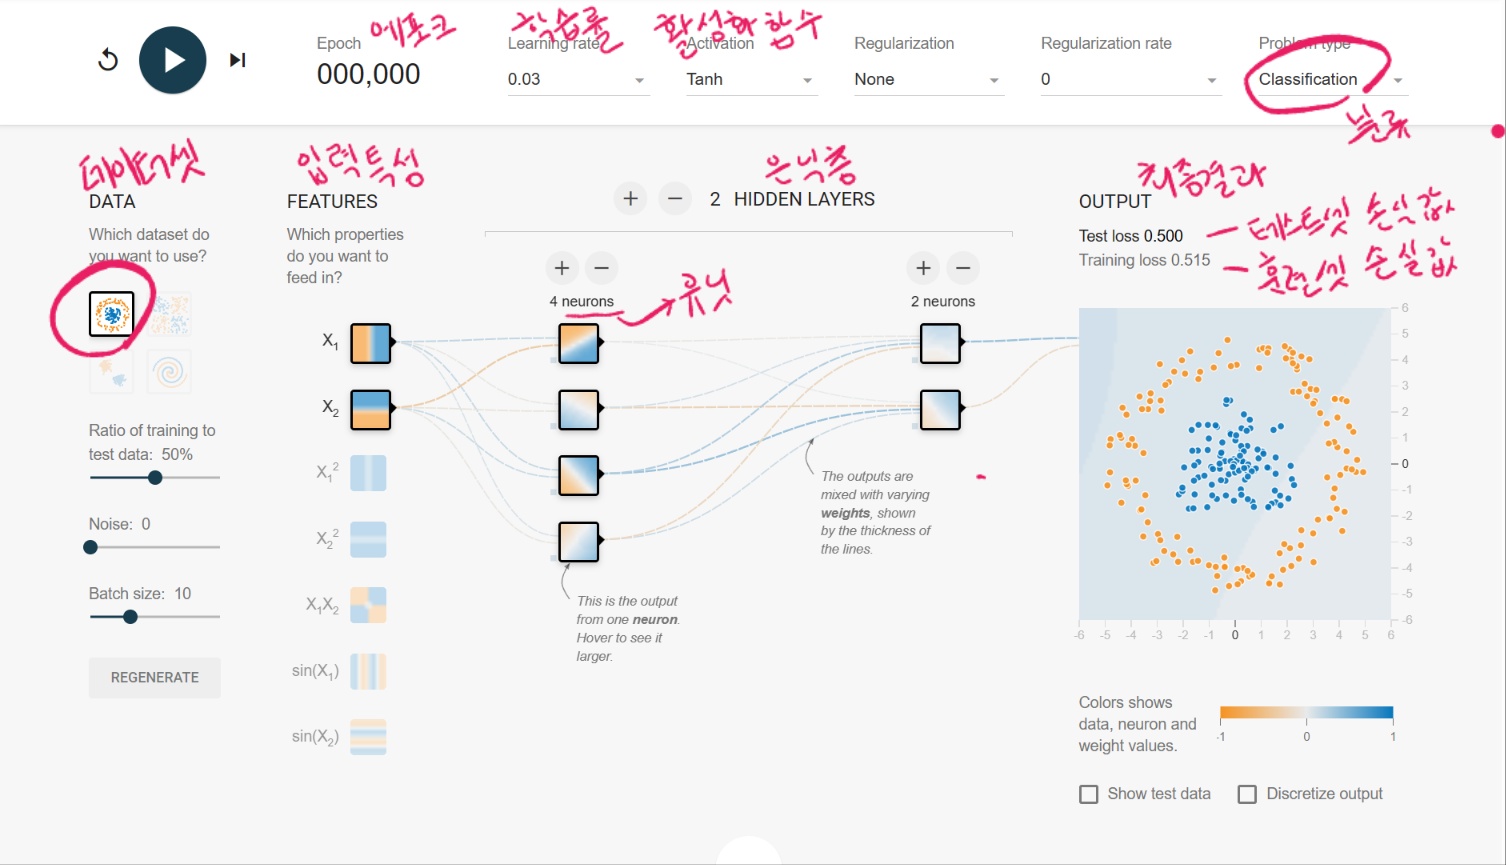 Epoch 에포크
000,000
Learning rate 학습률
0.03
Activation 활성화 함수
Tanh
Regularization
None
Regularization rate
0
Problem type
Classification
분류
데이터셋
DATA
Which dataset do
you want to use?
Ratio of training to
test data: 50%
Noise: 0
Batch size: 10
REGENERATE
입력 특성
FEATURES
Which properties
do you want to
feed in?
X1
X2
X1²
X2²
X1X2
sin(X1)
sin(X2)
은닉층
+ − 2 HIDDEN LAYERS
+ −
4 neurons
유닛
+ −
2 neurons
The outputs are
mixed with varying
weights, shown
by the thickness of
the lines.
This is the output
from one neuron.
Hover to see it
larger.
최종결과
OUTPUT
Test loss 0.500 - 테스트셋 손실값
Training loss 0.515 - 훈련셋 손실값
6
5
4
3
2
1
0
-1
-2
-3
-4
-5
-6
-6 -5 -4 -3 -2 -1 0 1 2 3 4 5 6
Colors shows
data, neuron and
weight values.
-1 0 1
Show test data
Discretize output